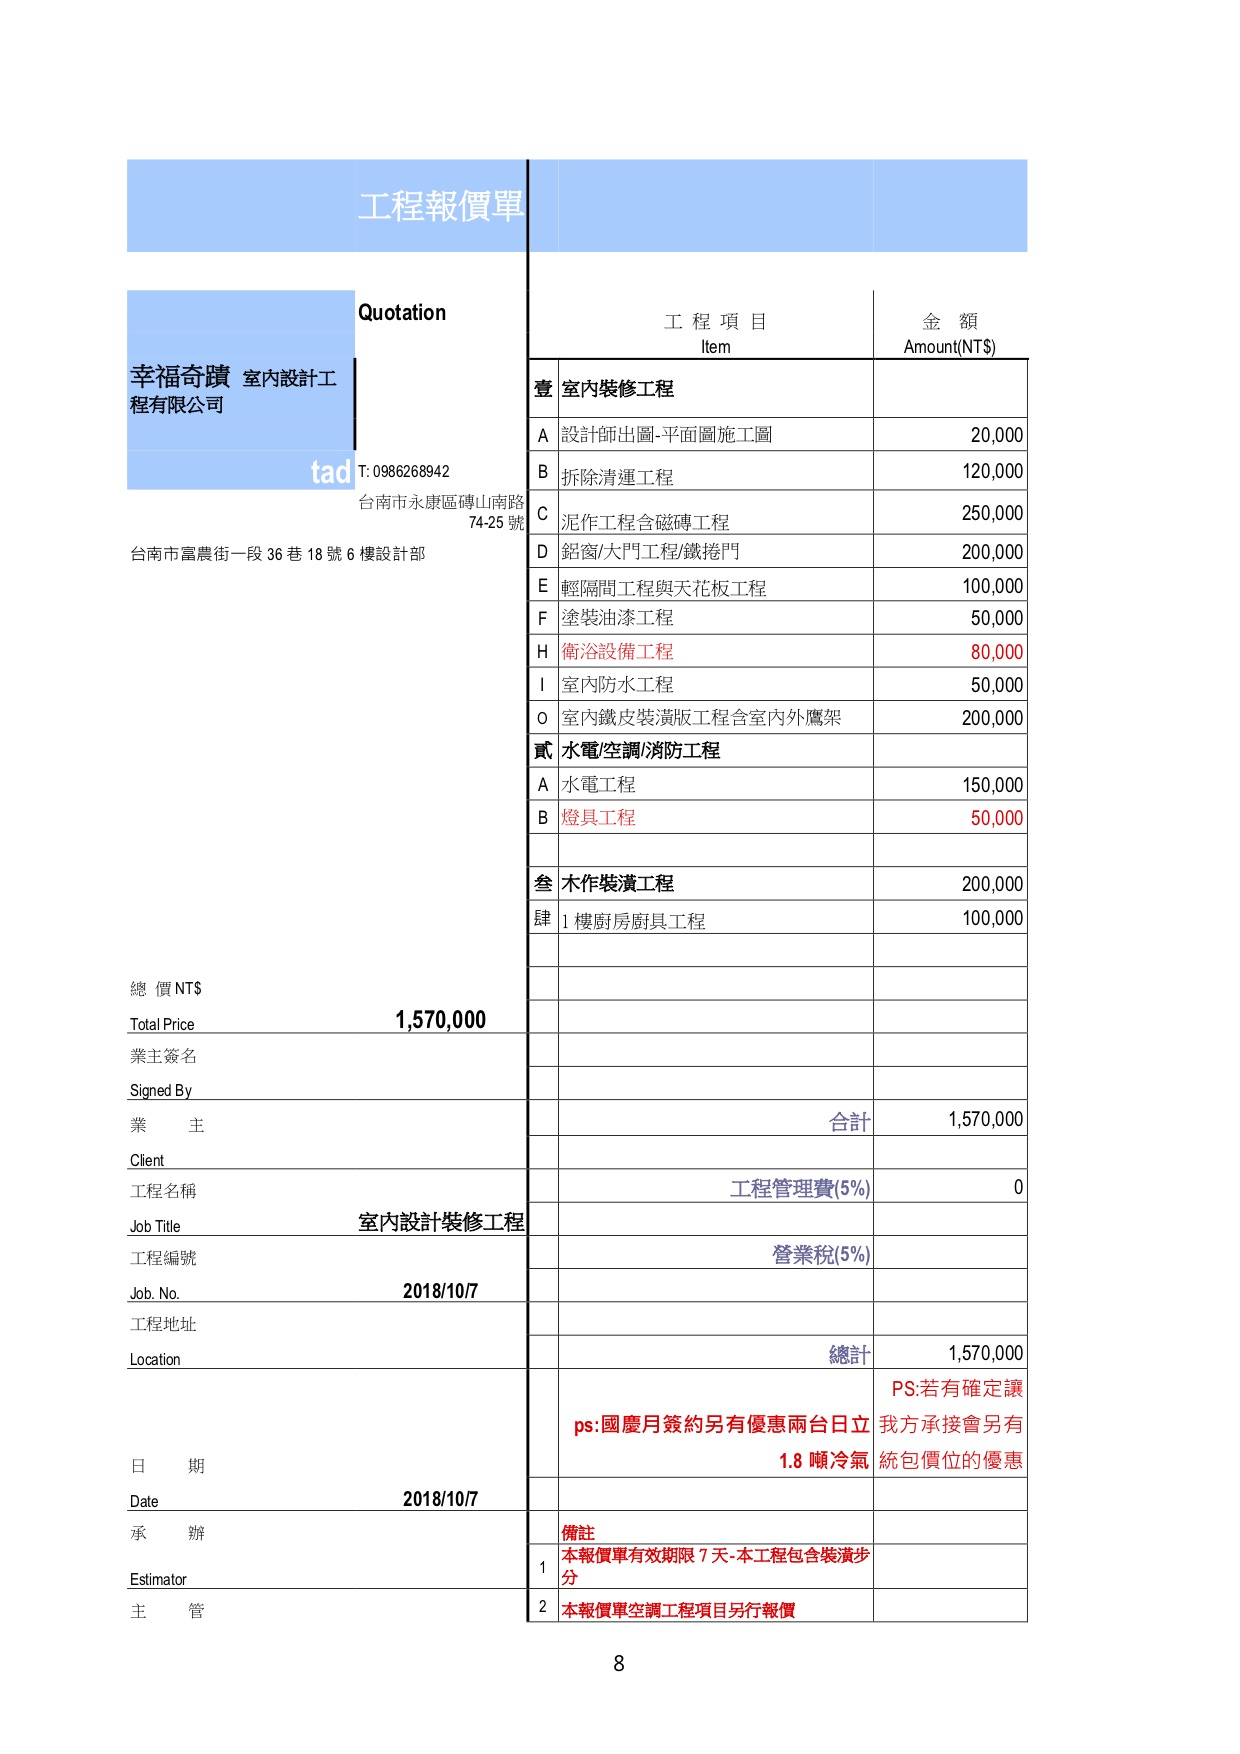 工程報價單
Quotation
幸福奇蹟 室內設計工
程有限公司
tad
T: 0986268942
台南市永康區磚山南路
74-25 號
台南市富農街一段 36 巷 18 號 6 樓設計部
工 程 項 目 金 額
Item Amount(NT$)
壹 室內裝修工程
A 設計師出圖-平面圖施工圖 20,000
B 拆除清運工程 120,000
C 泥作工程含磁磚工程 250,000
D 鋁窗/大門工程/鐵捲門 200,000
E 輕隔間工程與天花板工程 100,000
F 塗裝油漆工程 50,000
H 衛浴設備工程 80,000
I 室內防水工程 50,000
O 室內鐵皮裝潢版工程含室內外鷹架 200,000
貳 水電/空調/消防工程
A 水電工程 150,000
B 燈具工程 50,000
叁 木作裝潢工程 200,000
肆 1 樓廚房廚具工程 100,000
總 價 NT$
Total Price 1,570,000
業主簽名
Signed By
業 主
Client
工程名稱
Job Title 室內設計裝修工程
工程編號
Job. No. 2018/10/7
工程地址
Location
合計 1,570,000
工程管理費(5%) 0
營業稅(5%)
總計 1,570,000
ps:國慶月簽約另有優惠兩台日立
1.8 噸冷氣
PS:若有確定讓
我方承接會另有
統包價位的優惠
日 期
Date 2018/10/7
承 辦
Estimator
主 管
備註
1 本報價單有效期限 7 天-本工程包含裝潢步
分
2 本報價單空調工程項目另行報價
8